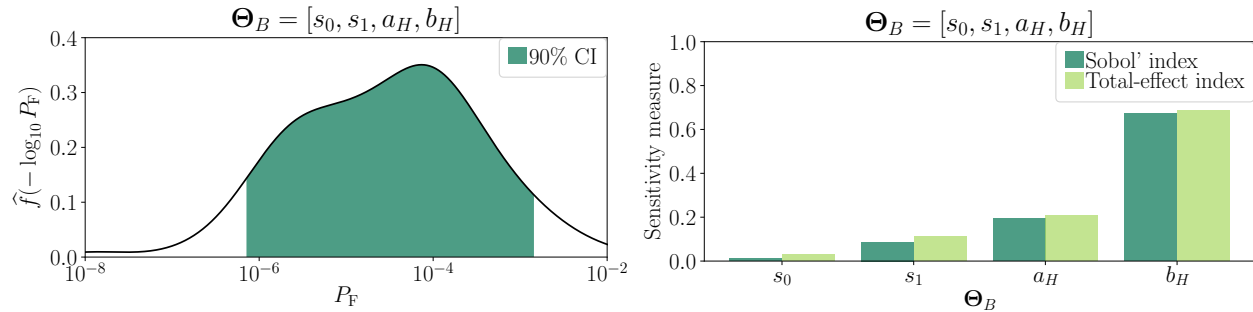 𝚯_B = [s_0, s_1, a_H, b_H]
0.4
0.3
0.2
0.1
0.0
f̂(− log_10 P_F)
90% CI
10^−8
10^−6
10^−4
10^−2
P_F
𝚯_B = [s_0, s_1, a_H, b_H]
1.0
0.8
0.6
0.4
0.2
0.0
Sensitivity measure
Sobol' index
Total-effect index
s_0
s_1
a_H
b_H
𝚯_B